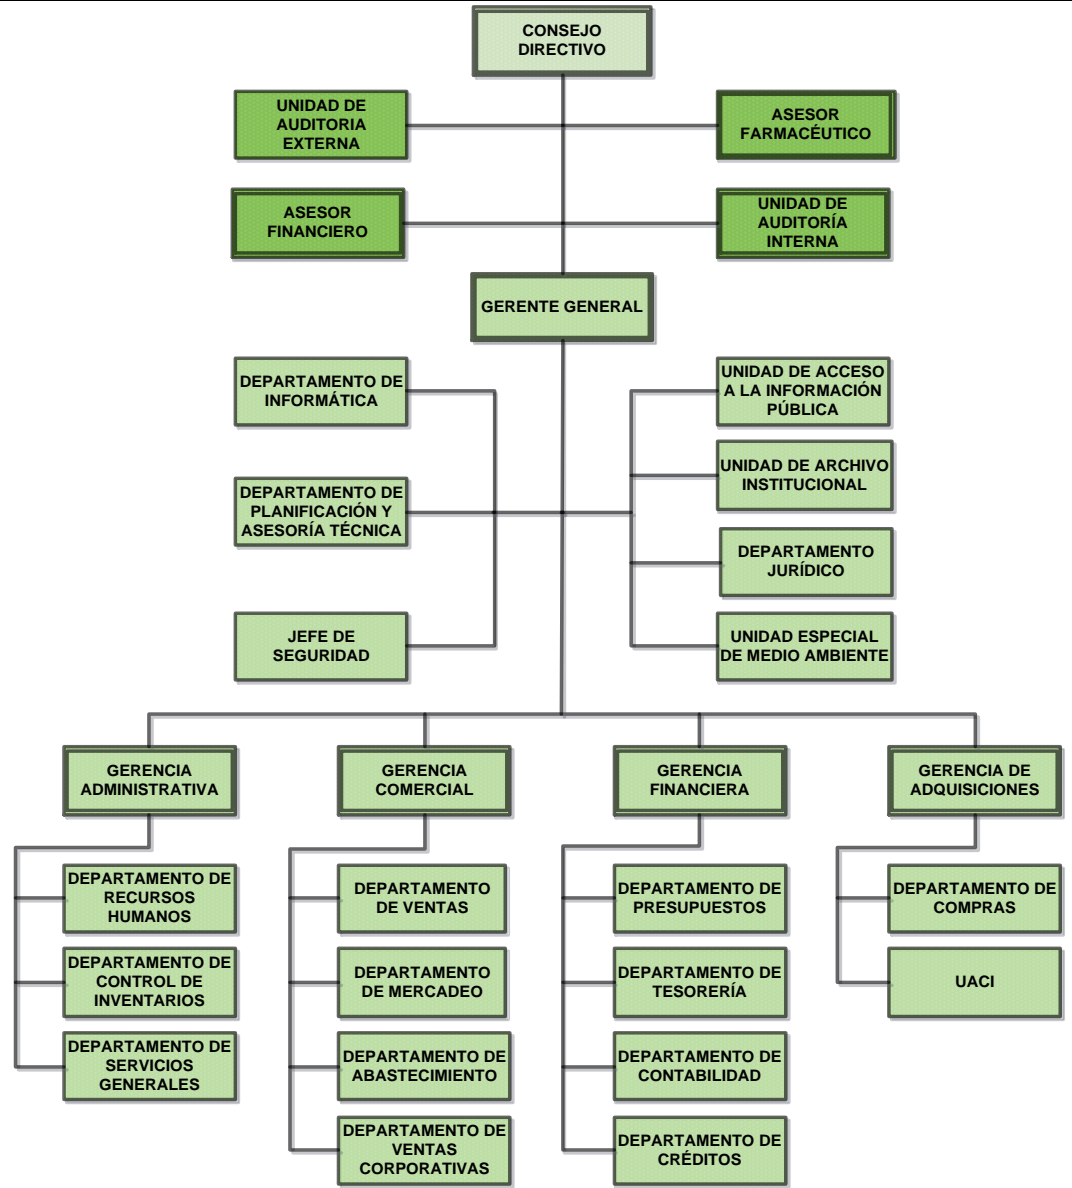 CONSEJO
DIRECTIVO
UNIDAD DE
AUDITORIA
EXTERNA
ASESOR
FARMACÉUTICO
ASESOR
FINANCIERO
UNIDAD DE
AUDITORÍA
INTERNA
GERENTE GENERAL
DEPARTAMENTO DE
INFORMÁTICA
UNIDAD DE ACCESO
A LA INFORMACIÓN
PÚBLICA
UNIDAD DE ARCHIVO
INSTITUCIONAL
DEPARTAMENTO DE
PLANIFICACIÓN Y
ASESORÍA TÉCNICA
DEPARTAMENTO
JURÍDICO
JEFE DE
SEGURIDAD
UNIDAD ESPECIAL
DE MEDIO AMBIENTE
GERENCIA
ADMINISTRATIVA
GERENCIA
COMERCIAL
GERENCIA
FINANCIERA
GERENCIA DE
ADQUISICIONES
DEPARTAMENTO DE
RECURSOS
HUMANOS
DEPARTAMENTO
DE VENTAS
DEPARTAMENTO DE
PRESUPUESTOS
DEPARTAMENTO DE
COMPRAS
DEPARTAMENTO DE
CONTROL DE
INVENTARIOS
DEPARTAMENTO
DE MERCADEO
DEPARTAMENTO DE
TESORERÍA
UACI
DEPARTAMENTO DE
SERVICIOS
GENERALES
DEPARTAMENTO DE
ABASTECIMIENTO
DEPARTAMENTO DE
CONTABILIDAD
DEPARTAMENTO DE
VENTAS
CORPORATIVAS
DEPARTAMENTO DE
CRÉDITOS